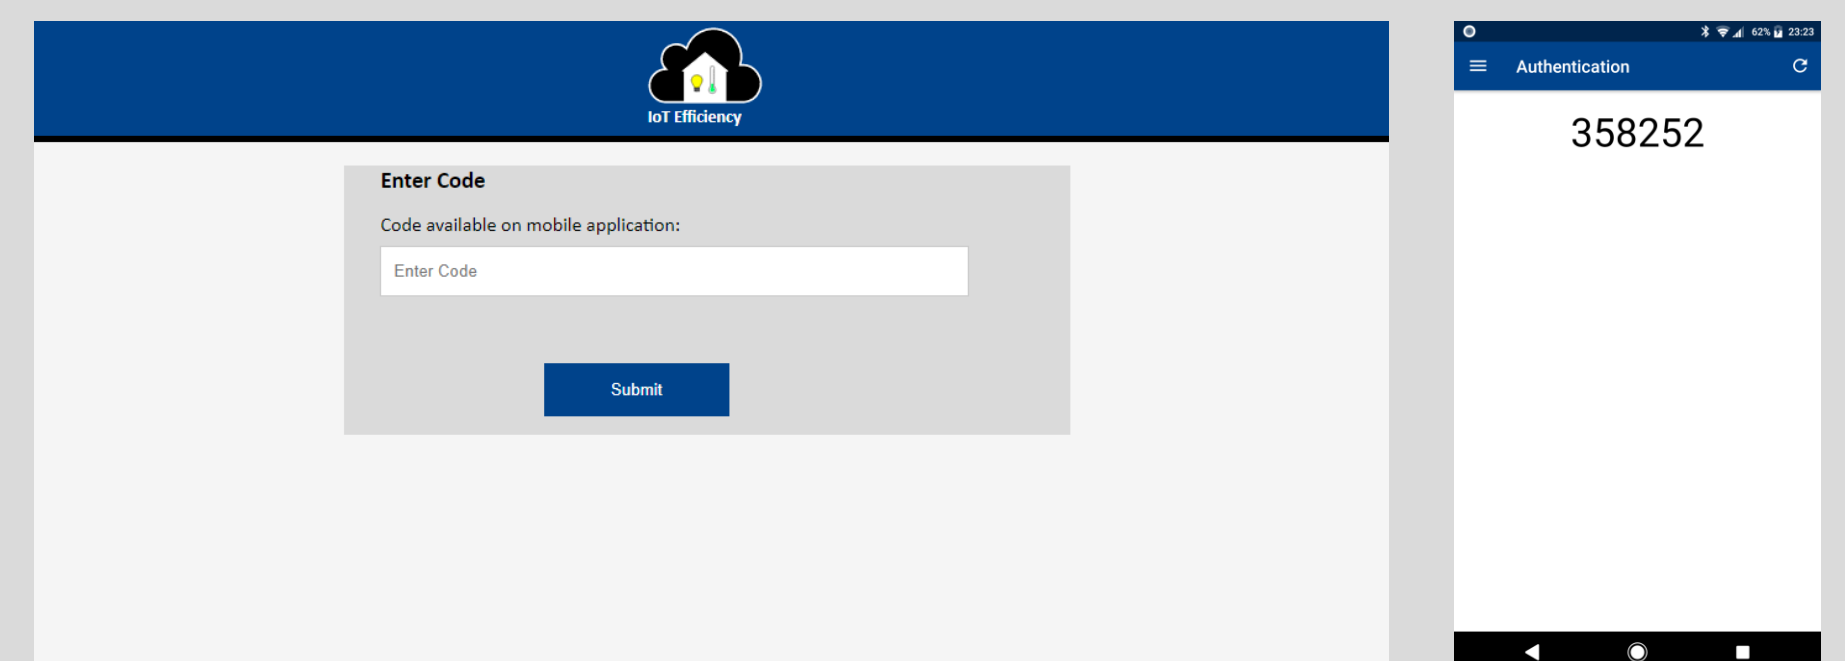 IoT Efficiency
Enter Code
Code available on mobile application:
Enter Code
Submit
62% 23:23
Authentication
358252